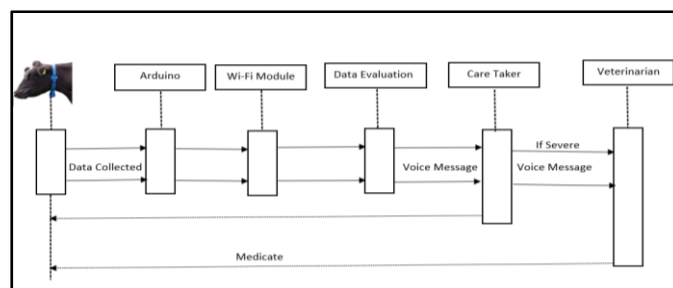 Arduino
Wi-Fi Module
Data Evaluation
Care Taker
Veterinarian
If Severe
Data Collected
Voice Message
Voice Message
Medicate